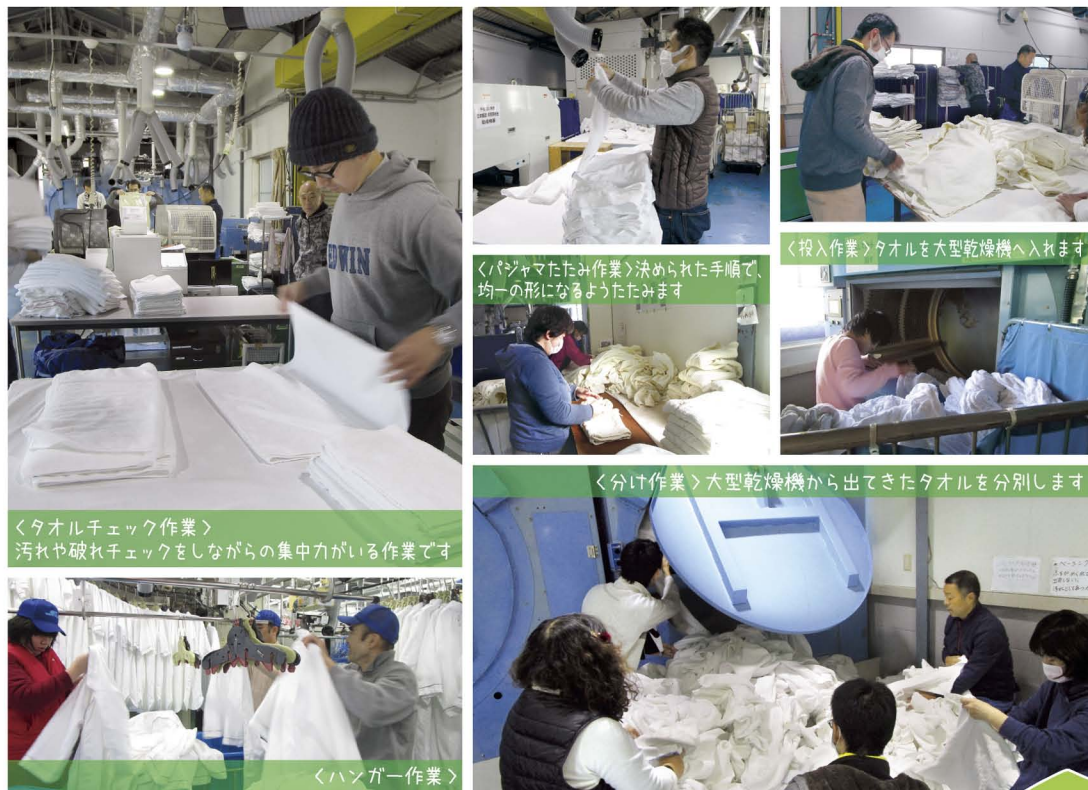 EDWIN
<タオルチェック作業>
汚れや破れチェックをしながらの集中力がいる作業です
<パジャマたたみ作業>決められた手順で、
均一の形になるようたたみます
<投入作業>タオルを大型乾燥機へ入れます
<分け作業>大型乾燥機から出てきたタオルを分別します
<ハンガー作業>